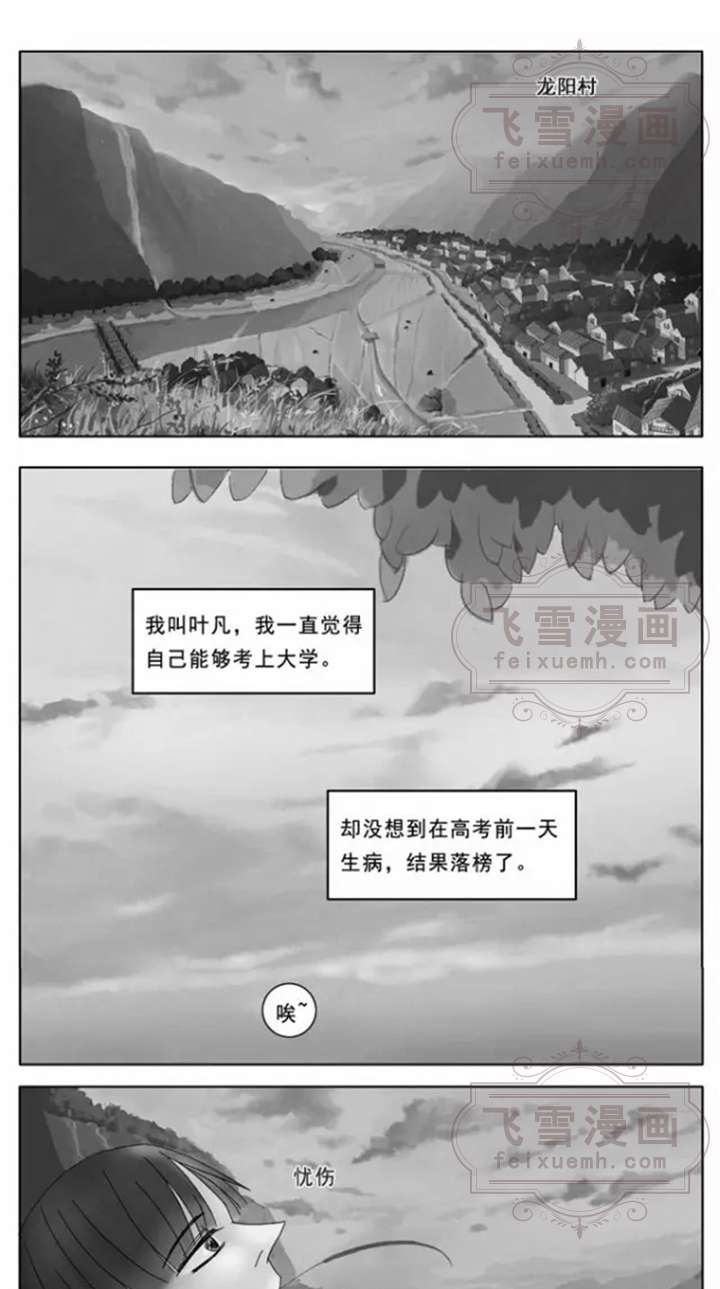 龙阳村
飞雪漫画
feixuemh.com
我叫叶凡，我一直觉得
自己能够考上大学。
飞雪漫画
feixuemh.com
却没想到在高考前一天
生病，结果落榜了。
唉~
飞雪漫画
feixuemh.com
忧伤